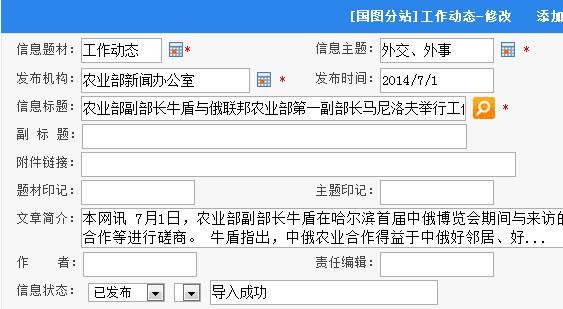 [国图分站]工作动态-修改 添加
信息题材： 工作动态 * 信息主题： 外交、外事 *
发布机构： 农业部新闻办公室 * 发布时间： 2014/7/1
信息标题： 农业部副部长牛盾与俄联邦农业部第一副部长马尼洛夫举行工 *
副 标 题：
附件链接：
题材印记： 主题印记：
文章简介： 本网讯 7月1日，农业部副部长牛盾在哈尔滨首届中俄博览会期间与来访的
合作等进行磋商。 牛盾指出，中俄农业合作得益于中俄好邻居、好...
作 者： 责任编辑：
信息状态： 已发布 导入成功